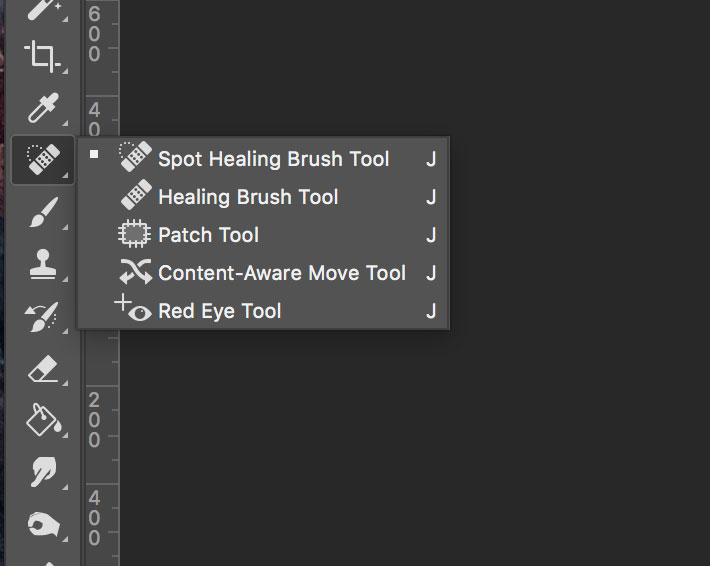 600
40
Spot Healing Brush Tool J
Healing Brush Tool J
Patch Tool J
Content-Aware Move Tool J
Red Eye Tool J
200
400